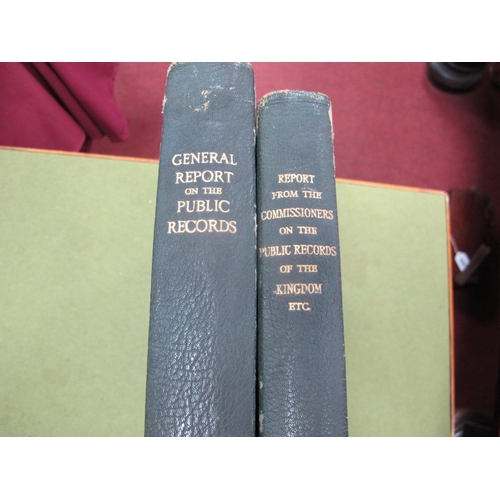 GENERAL
REPORT
ON THE
PUBLIC
RECORDS
REPORT
FROM THE
COMMISSIONERS
ON THE
PUBLIC RECORDS
OF THE
KINGDOM
ETC.